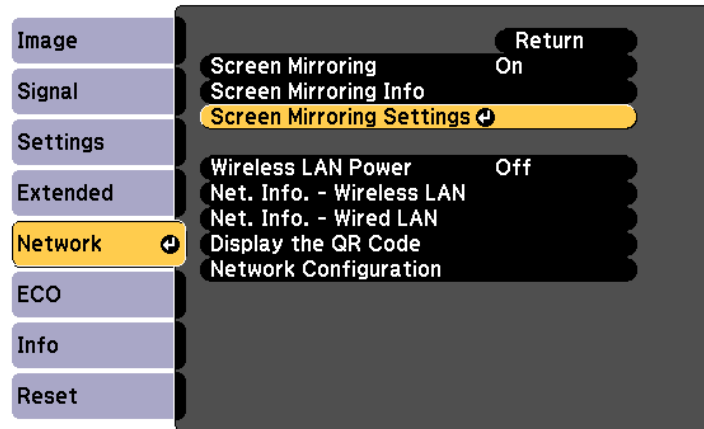 Image
Signal
Settings
Extended
Network
ECO
Info
Reset
Return
Screen Mirroring On
Screen Mirroring Info
Screen Mirroring Settings
Wireless LAN Power Off
Net. Info. - Wireless LAN
Net. Info. - Wired LAN
Display the QR Code
Network Configuration